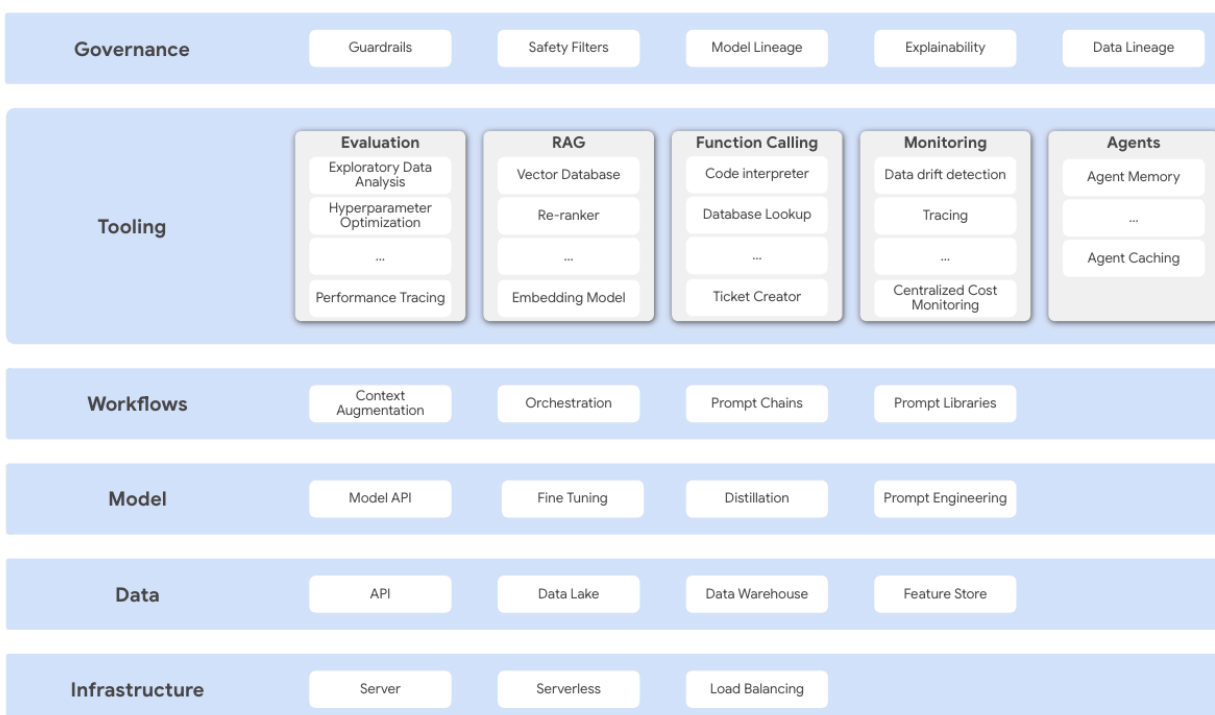 Governance
Guardrails
Safety Filters
Model Lineage
Explainability
Data Lineage
Tooling
Evaluation
Exploratory Data
Analysis
Hyperparameter
Optimization
...
Performance Tracing
RAG
Vector Database
Re-ranker
...
Embedding Model
Function Calling
Code interpreter
Database Lookup
...
Ticket Creator
Monitoring
Data drift detection
Tracing
...
Centralized Cost
Monitoring
Agents
Agent Memory
...
Agent Caching
Workflows
Context
Augmentation
Orchestration
Prompt Chains
Prompt Libraries
Model
Model API
Fine Tuning
Distillation
Prompt Engineering
Data
API
Data Lake
Data Warehouse
Feature Store
Infrastructure
Server
Serverless
Load Balancing